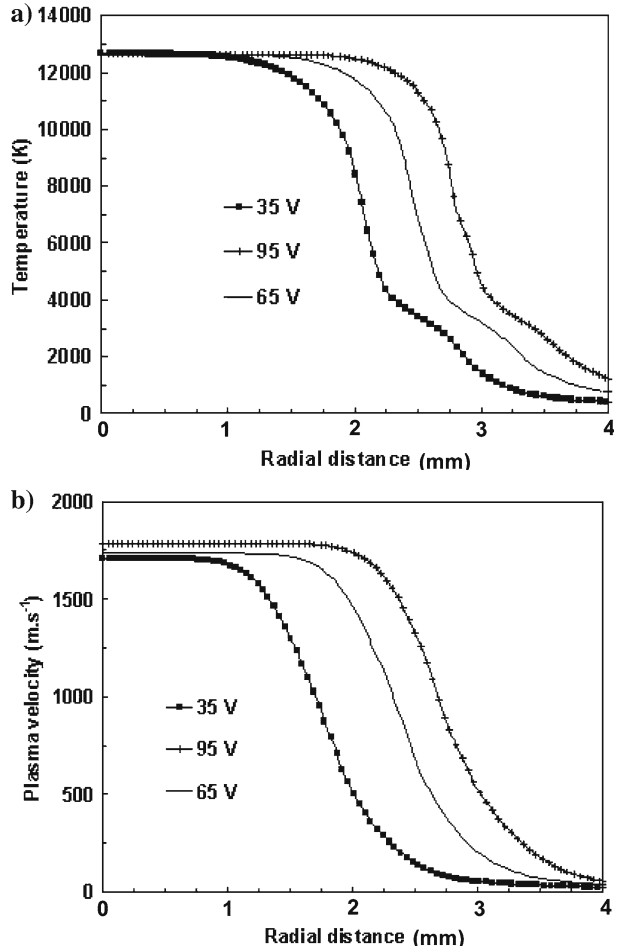 a)
14000
12000
10000
8000
6000
4000
2000
0
Temperature (K)
35 V
95 V
65 V
0 1 2 3 4
Radial distance (mm)
b)
2000
1500
1000
500
0
Plasma velocity (m.s⁻¹)
35 V
95 V
65 V
0 1 2 3 4
Radial distance (mm)